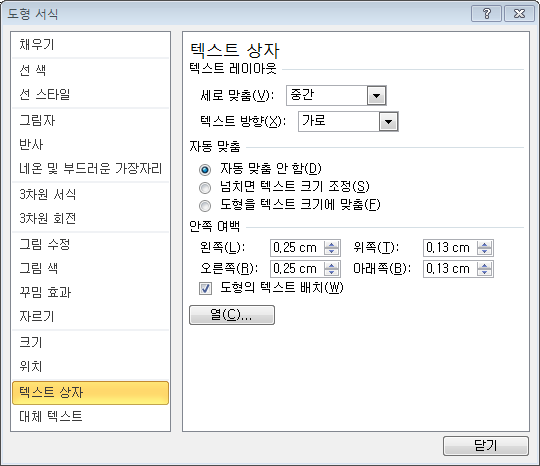 도형 서식
채우기
선 색
선 스타일
그림자
반사
네온 및 부드러운 가장자리
3차원 서식
3차원 회전
그림 수정
그림 색
꾸밈 효과
자르기
크기
위치
텍스트 상자
대체 텍스트
텍스트 상자
텍스트 레이아웃
세로 맞춤(V): 중간
텍스트 방향(X): 가로
자동 맞춤
자동 맞춤 안 함(D)
넘치면 텍스트 크기 조정(S)
도형을 텍스트 크기에 맞춤(F)
안쪽 여백
왼쪽(L): 0.25 cm 위쪽(T): 0.13 cm
오른쪽(R): 0.25 cm 아래쪽(B): 0.13 cm
도형의 텍스트 배치(W)
열(C)...
닫기